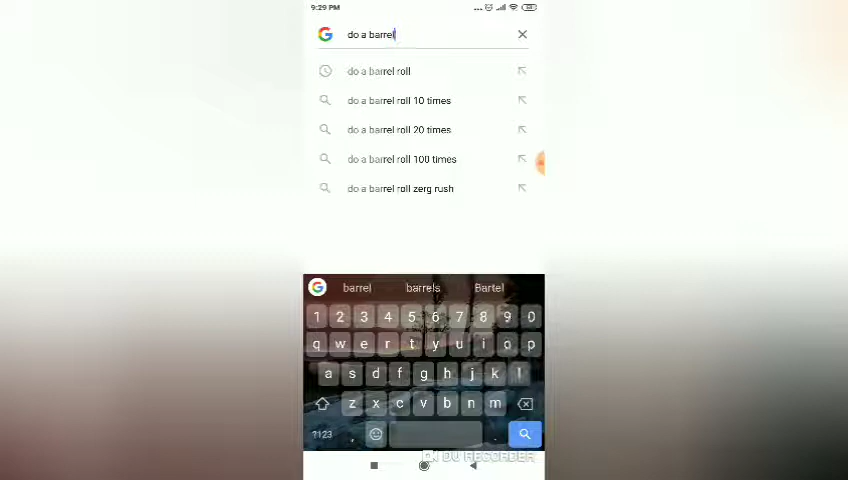 9:29 PM
do a barrel
do a barrel roll
do a barrel roll 10 times
do a barrel roll 20 times
do a barrel roll 100 times
do a barrel roll zerg rush
barrel barrels Bartel
1 2 3 4 5 6 7 8 9 0
q w e r t y u i o p
a s d f g h j k l
z x c v b n m
?123 , .
DU RECORDER